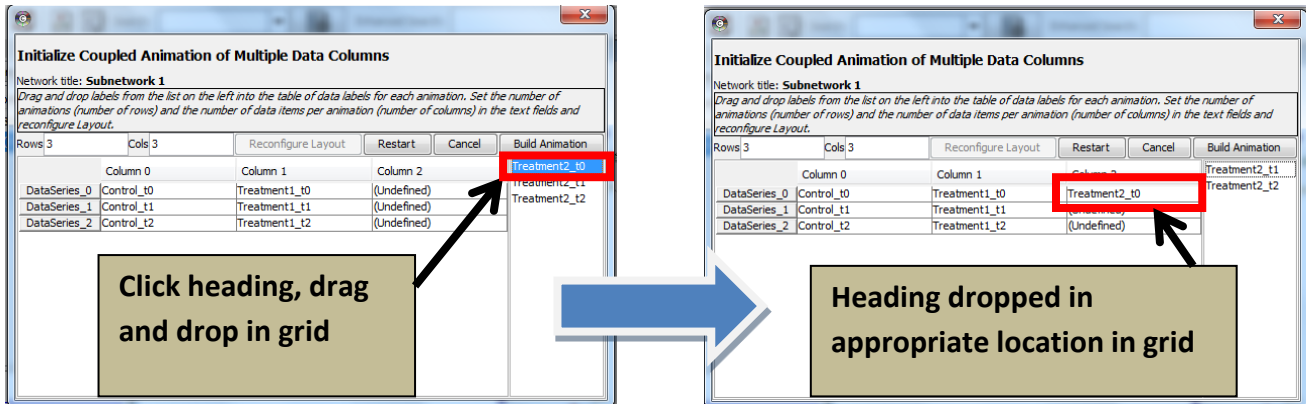 Initialize Coupled Animation of Multiple Data Columns
Network title: Subnetwork 1
Drag and drop labels from the list on the left into the table of data labels for each animation. Set the number of
animations (number of rows) and the number of data items per animation (number of columns) in the text fields and
reconfigure Layout.
Rows 3 Cols 3 Reconfigure Layout Restart Cancel Build Animation
Column 0 Column 1 Column 2 Treatment2_t0
DataSeries_0 Control_t0 Treatment1_t0 (Undefined) Treatment2_t1
DataSeries_1 Control_t1 Treatment1_t1 (Undefined) Treatment2_t2
DataSeries_2 Control_t2 Treatment1_t2 (Undefined)
Click heading, drag
and drop in grid
Initialize Coupled Animation of Multiple Data Columns
Network title: Subnetwork 1
Drag and drop labels from the list on the left into the table of data labels for each animation. Set the number of
animations (number of rows) and the number of data items per animation (number of columns) in the text fields and
reconfigure Layout.
Rows 3 Cols 3 Reconfigure Layout Restart Cancel Build Animation
Column 0 Column 1 Column 2 Treatment2_t1
DataSeries_0 Control_t0 Treatment1_t0 Treatment2_t0 Treatment2_t2
DataSeries_1 Control_t1 Treatment1_t1 (Undefined)
DataSeries_2 Control_t2 Treatment1_t2 (Undefined)
Heading dropped in
appropriate location in grid